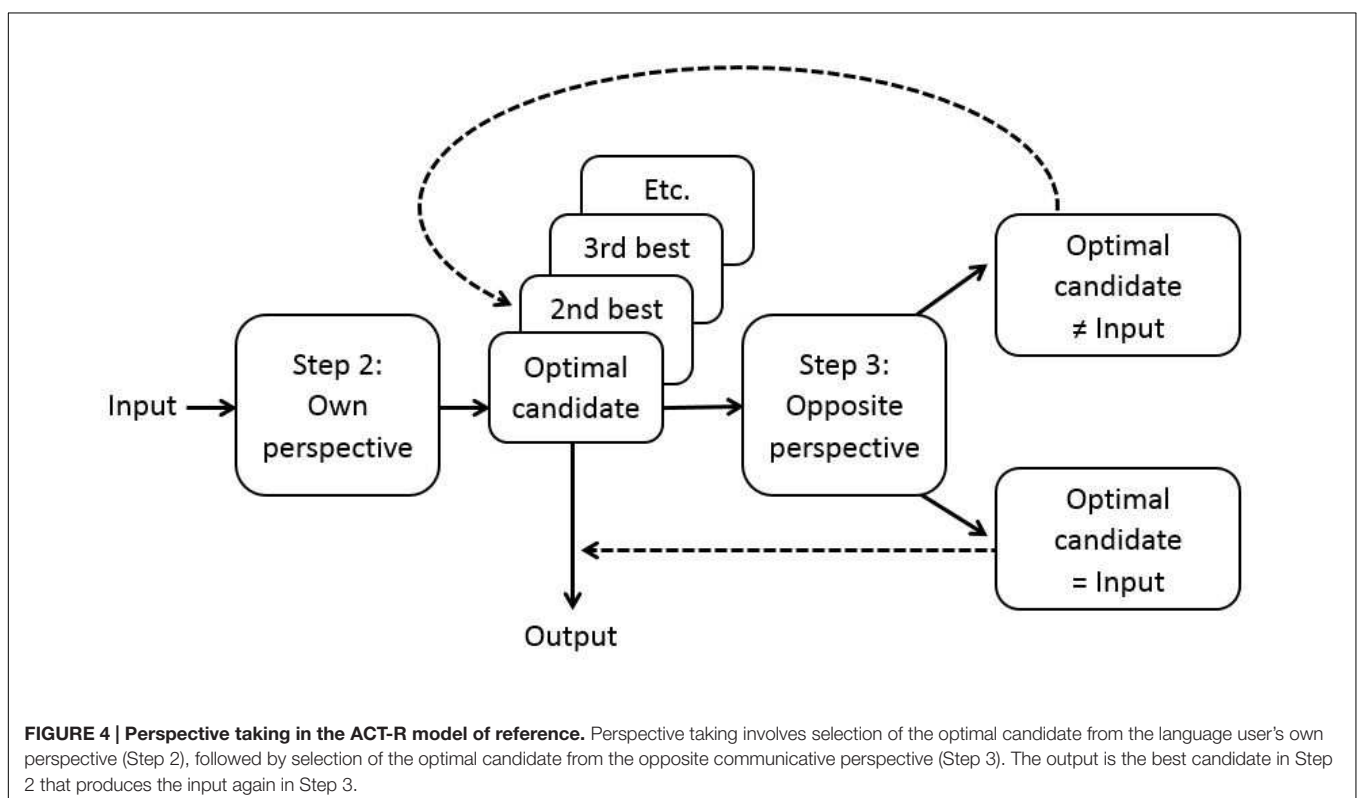 Etc.
3rd best
2nd best
Optimal
candidate
Input
Step 2:
Own
perspective
Step 3:
Opposite
perspective
Optimal
candidate
≠ Input
Optimal
candidate
= Input
Output
FIGURE 4 | Perspective taking in the ACT-R model of reference. Perspective taking involves selection of the optimal candidate from the language user's own
perspective (Step 2), followed by selection of the optimal candidate from the opposite communicative perspective (Step 3). The output is the best candidate in Step
2 that produces the input again in Step 3.